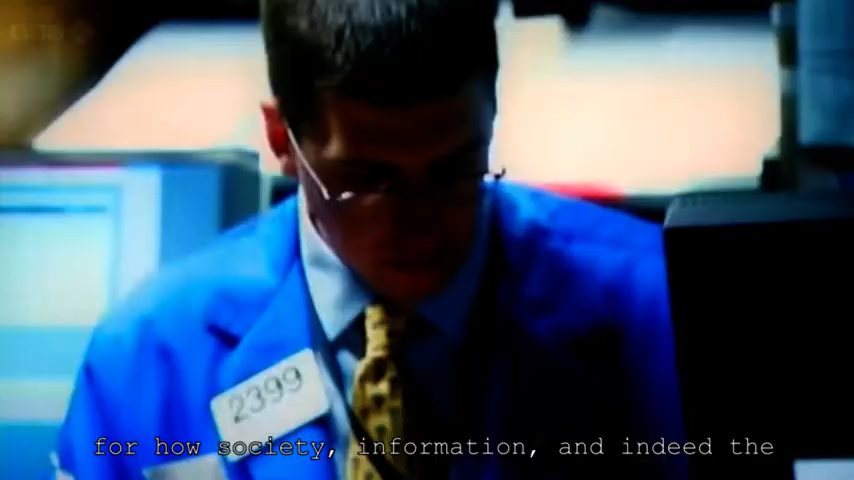 2399
for how society, information, and indeed the